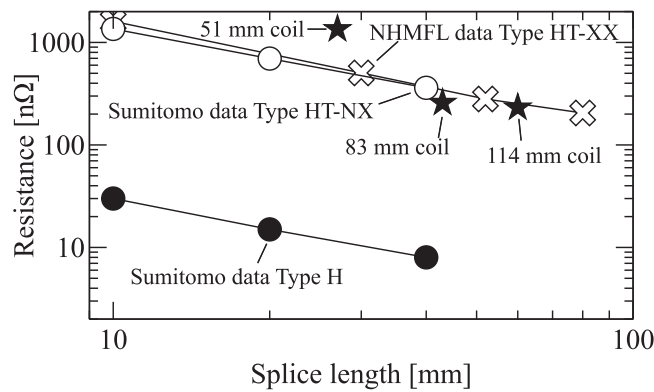 1000
51 mm coil
NHMFL data Type HT-XX
Sumitomo data Type HT-NX
100
83 mm coil
114 mm coil
Resistance [nΩ]
10
Sumitomo data Type H
10
100
Splice length [mm]